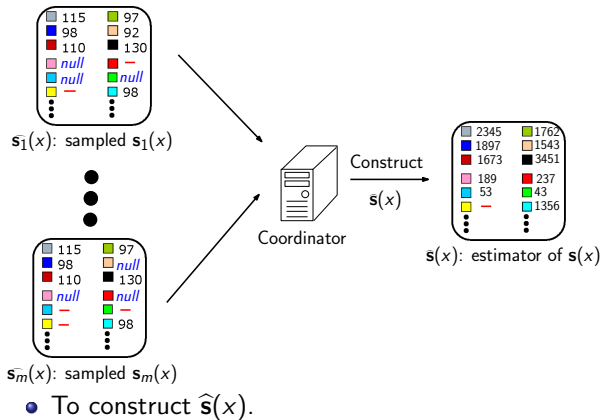 115 97
98 92
110 130
null –
null null
– 98
s̃₁(x): sampled s₁(x)
115 97
98 null
110 130
null null
– –
– 98
s̃ₘ(x): sampled sₘ(x)
Coordinator
Construct
s̃(x)
2345 1762
1897 1543
1673 3451
189 237
53 43
– 1356
s̃(x): estimator of s(x)
• To construct ŝ(x).